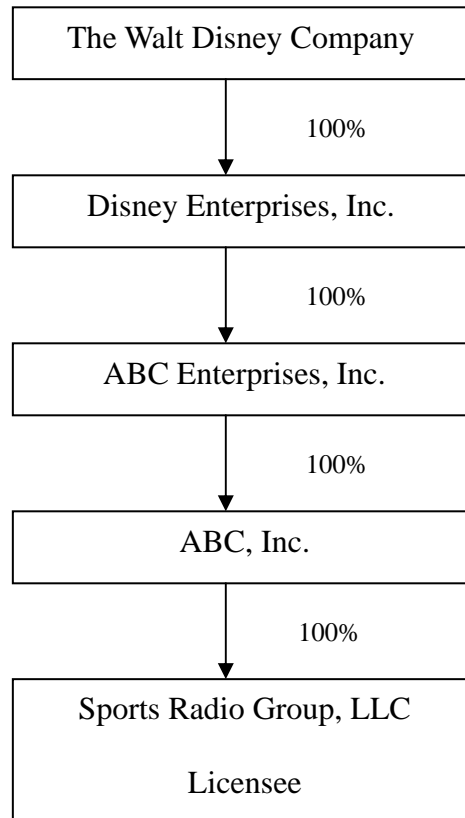 The Walt Disney Company
100%
Disney Enterprises, Inc.
100%
ABC Enterprises, Inc.
100%
ABC, Inc.
100%
Sports Radio Group, LLC
Licensee